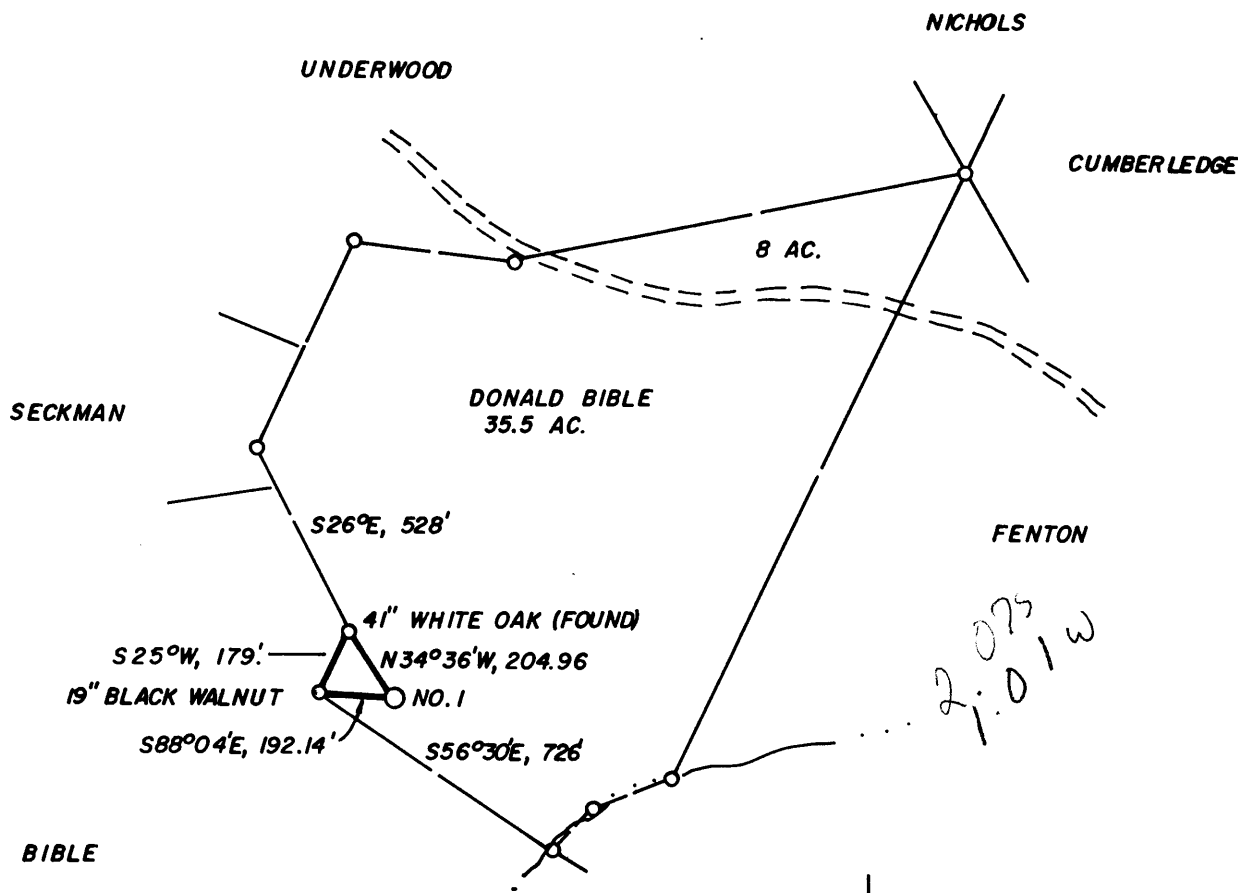 NICHOLS
UNDERWOOD
CUMBERLEDGE
8 AC.
DONALD BIBLE
35.5 AC.
SECKMAN
S26°E, 528'
FENTON
41" WHITE OAK (FOUND)
S25°W, 179'.
N34°36'W, 204.96
19" BLACK WALNUT
NO. 1
S88°04'E, 192.14'
S56°30'E, 726'
BIBLE